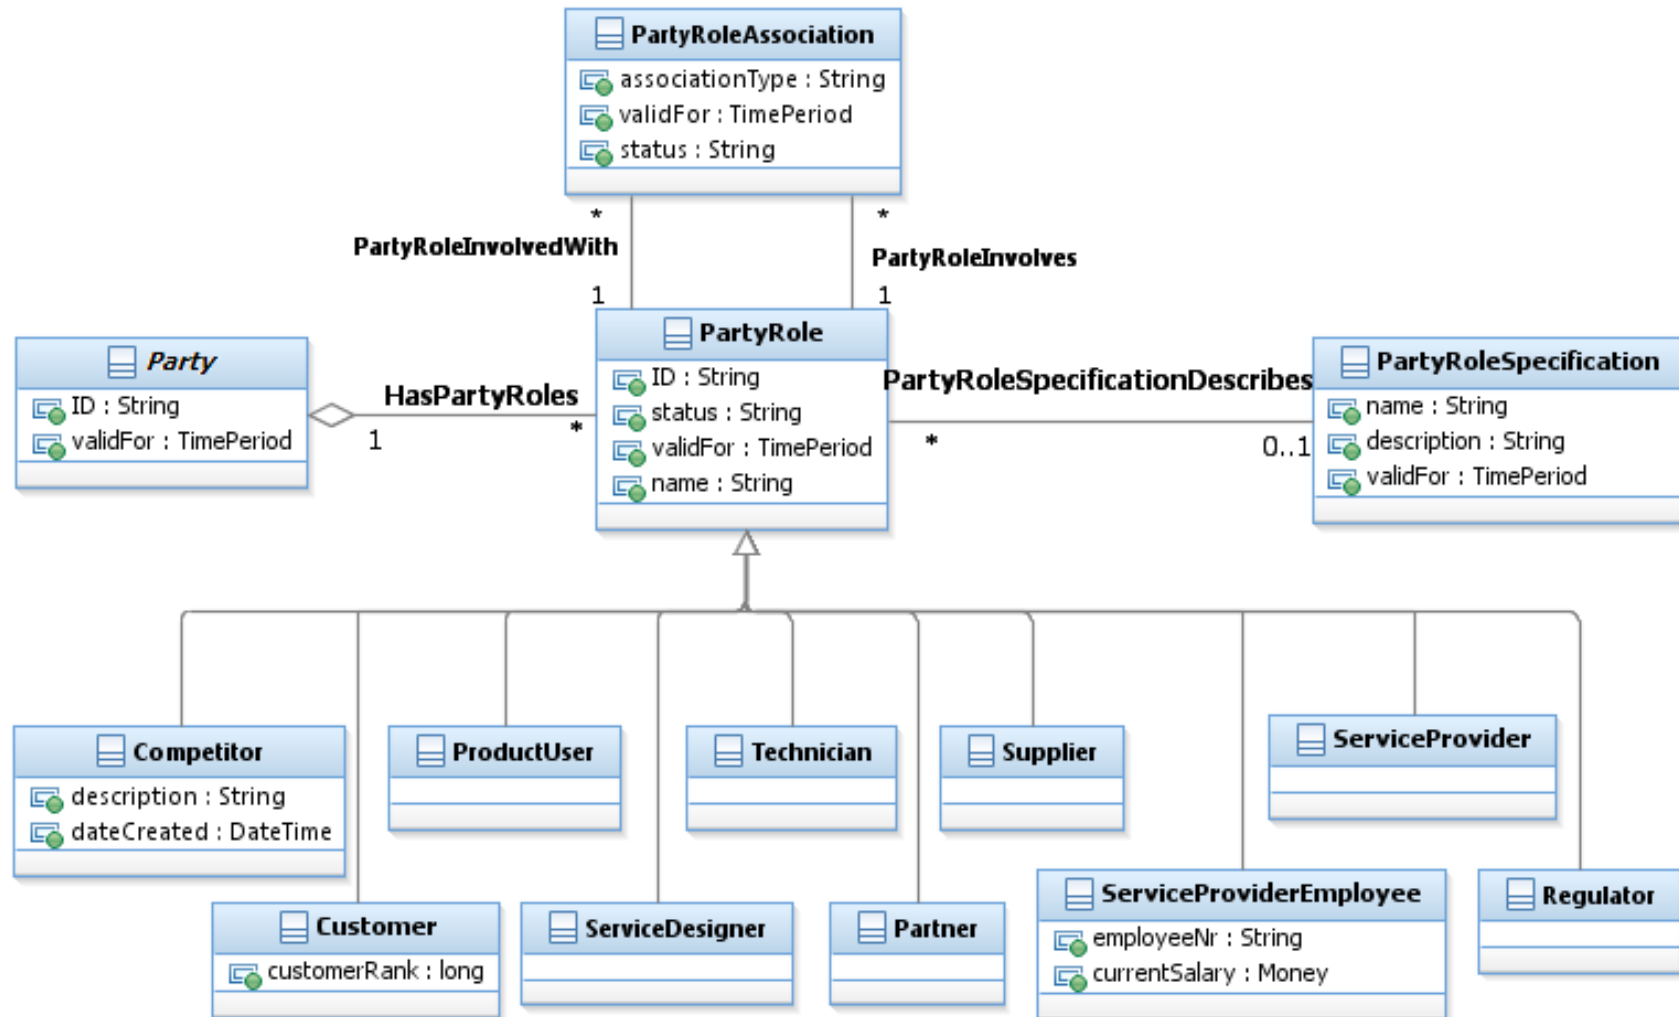 PartyRoleAssociation
associationType : String
validFor : TimePeriod
status : String
*
*
PartyRoleInvolvedWith
PartyRoleInvolves
1
1
Party
ID : String
validFor : TimePeriod
HasPartyRoles
1
*
PartyRole
ID : String
status : String
validFor : TimePeriod
name : String
PartyRoleSpecificationDescribes
*
0..1
PartyRoleSpecification
name : String
description : String
validFor : TimePeriod
Competitor
description : String
dateCreated : DateTime
ProductUser
Technician
Supplier
ServiceProvider
Customer
customerRank : long
ServiceDesigner
Partner
ServiceProviderEmployee
employeeNr : String
currentSalary : Money
Regulator